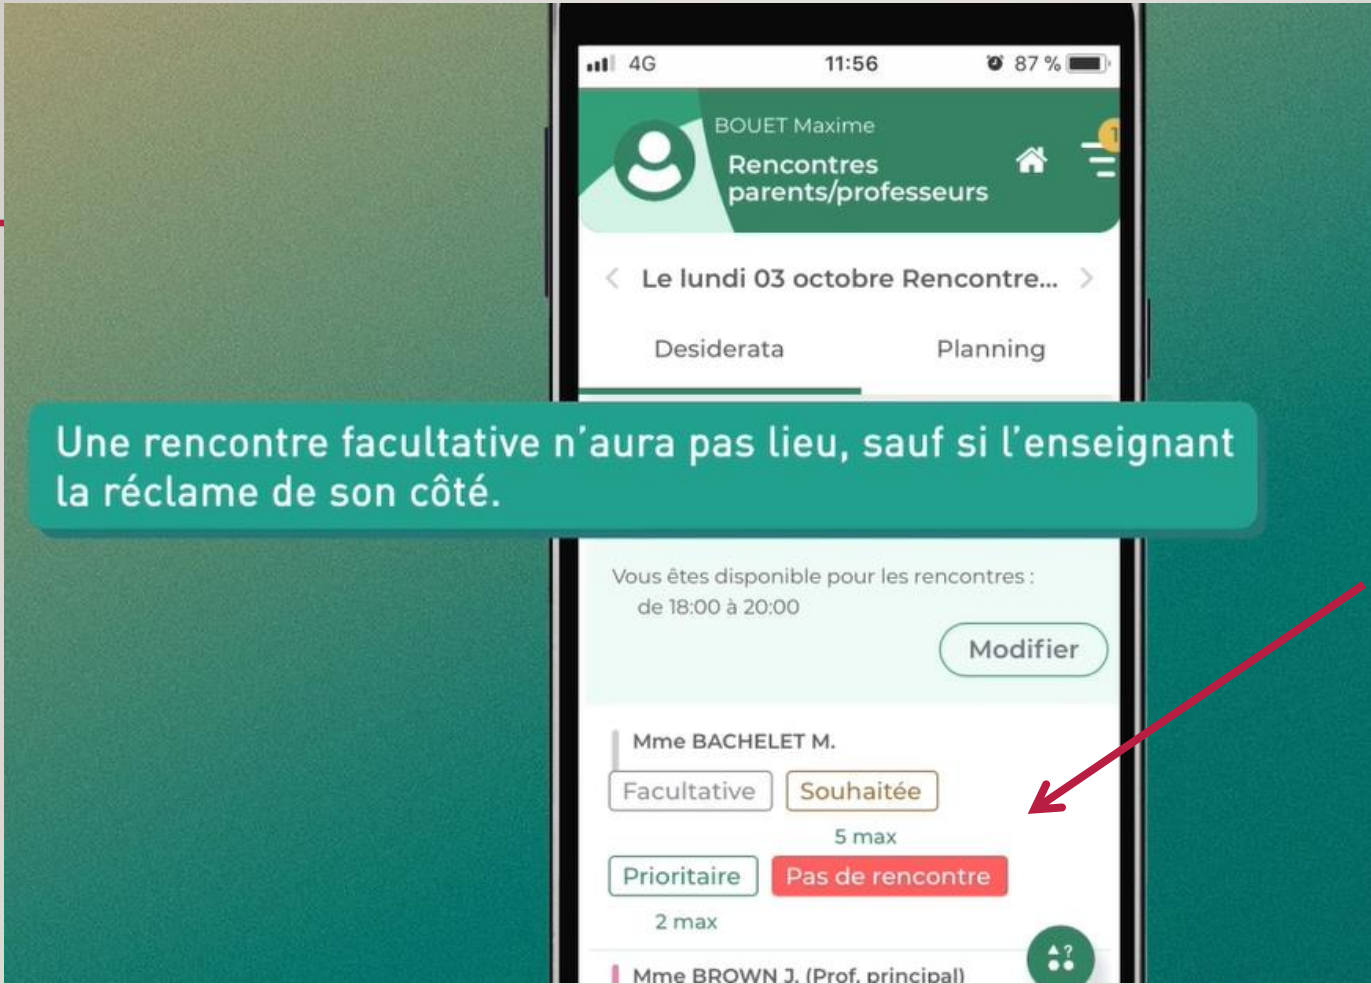 4G 11:56 87 %
BOUET Maxime
1
Rencontres
parents/professeurs
Le lundi 03 octobre Rencontre...
Desiderata Planning
Une rencontre facultative n’aura pas lieu, sauf si l’enseignant
la réclame de son côté.
Vous êtes disponible pour les rencontres :
de 18:00 à 20:00
Modifier
Mme BACHELET M.
Facultative Souhaitée
5 max
Prioritaire Pas de rencontre
2 max
?
Mme BROWN J. (Prof. principal)